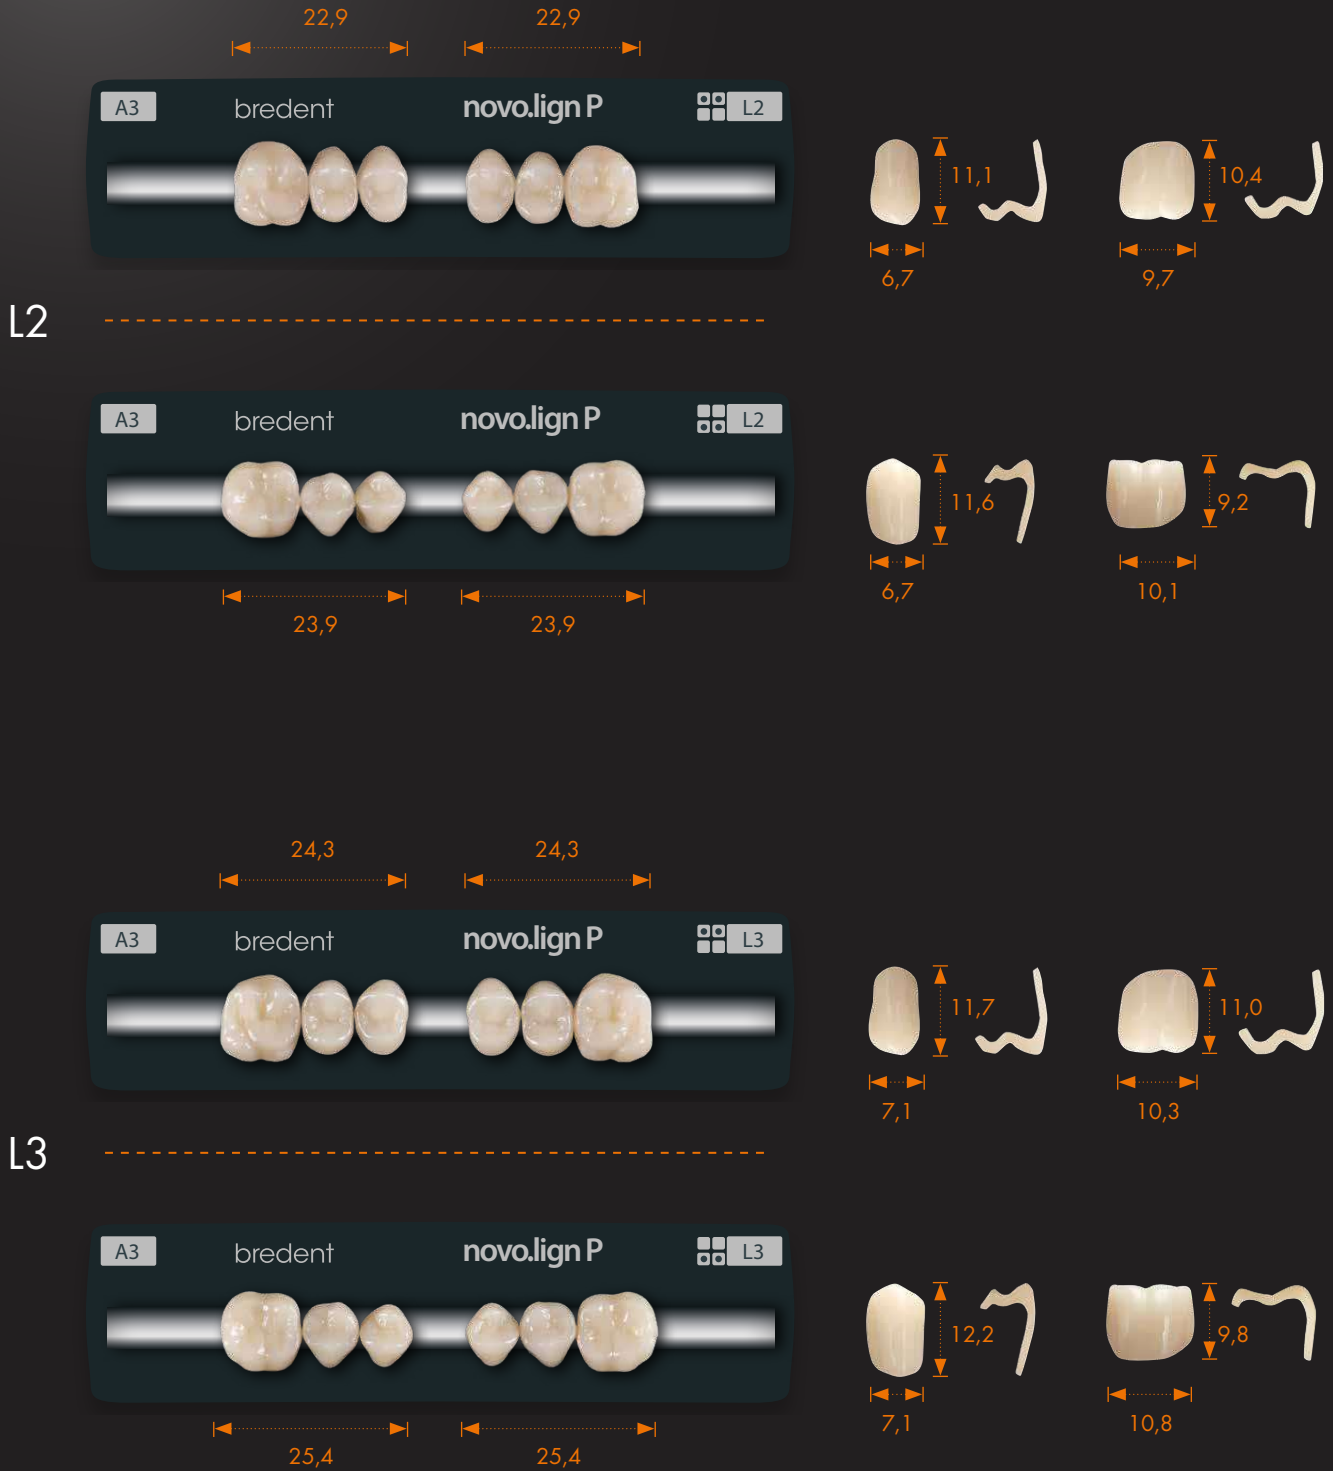 22,9 22,9
A3 bredent novo.lign P L2
11,1 10,4
6,7 9,7
L2
A3 bredent novo.lign P L2
11,6 9,2
6,7 10,1
23,9 23,9
24,3 24,3
A3 bredent novo.lign P L3
11,7 11,0
7,1 10,3
L3
A3 bredent novo.lign P L3
12,2 9,8
7,1 10,8
25,4 25,4